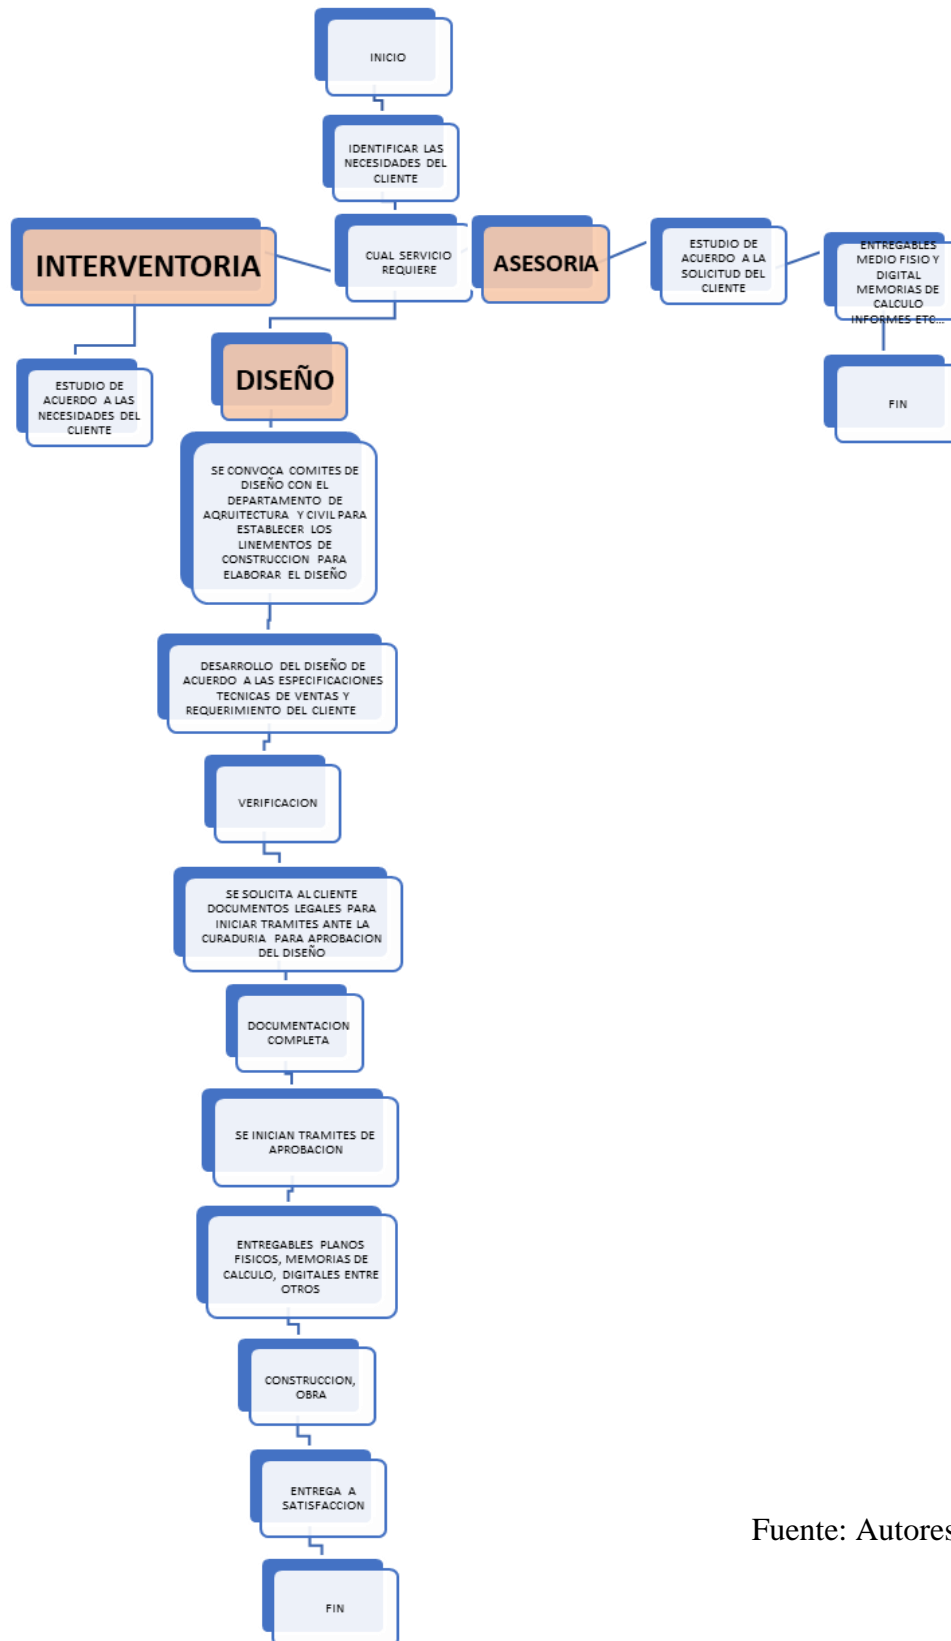 INICIO
IDENTIFICAR LAS
NECESIDADES DEL
CLIENTE
CUAL SERVICIO
REQUIERE
INTERVENTORIA
ESTUDIO DE
ACUERDO A LAS
NECESIDADES DEL
CLIENTE
ASESORIA
ESTUDIO DE
ACUERDO A LA
SOLICITUD DEL
CLIENTE
ENTREGABLES
MEDIO FISIO Y
DIGITAL
MEMORIAS DE
CALCULO
INFORMES ETC...
FIN
DISEÑO
SE CONVOCA COMITES DE
DISEÑO CON EL
DEPARTAMENTO DE
AQRUITECTURA Y CIVIL PARA
ESTABLECER LOS
LINEMENTOS DE
CONSTRUCCION PARA
ELABORAR EL DISEÑO
DESARROLLO DEL DISEÑO DE
ACUERDO A LAS ESPECIFICACIONES
TECNICAS DE VENTAS Y
REQUERIMIENTO DEL CLIENTE
VERIFICACION
SE SOLICITA AL CLIENTE
DOCUMENTOS LEGALES PARA
INICIAR TRAMITES ANTE LA
CURADURIA PARA APROBACION
DEL DISEÑO
DOCUMENTACION
COMPLETA
SE INICIAN TRAMITES DE
APROBACION
ENTREGABLES PLANOS
FISICOS, MEMORIAS DE
CALCULO, DIGITALES ENTRE
OTROS
CONSTRUCCION,
OBRA
ENTREGA A
SATISFACCION
FIN
Fuente: Autores